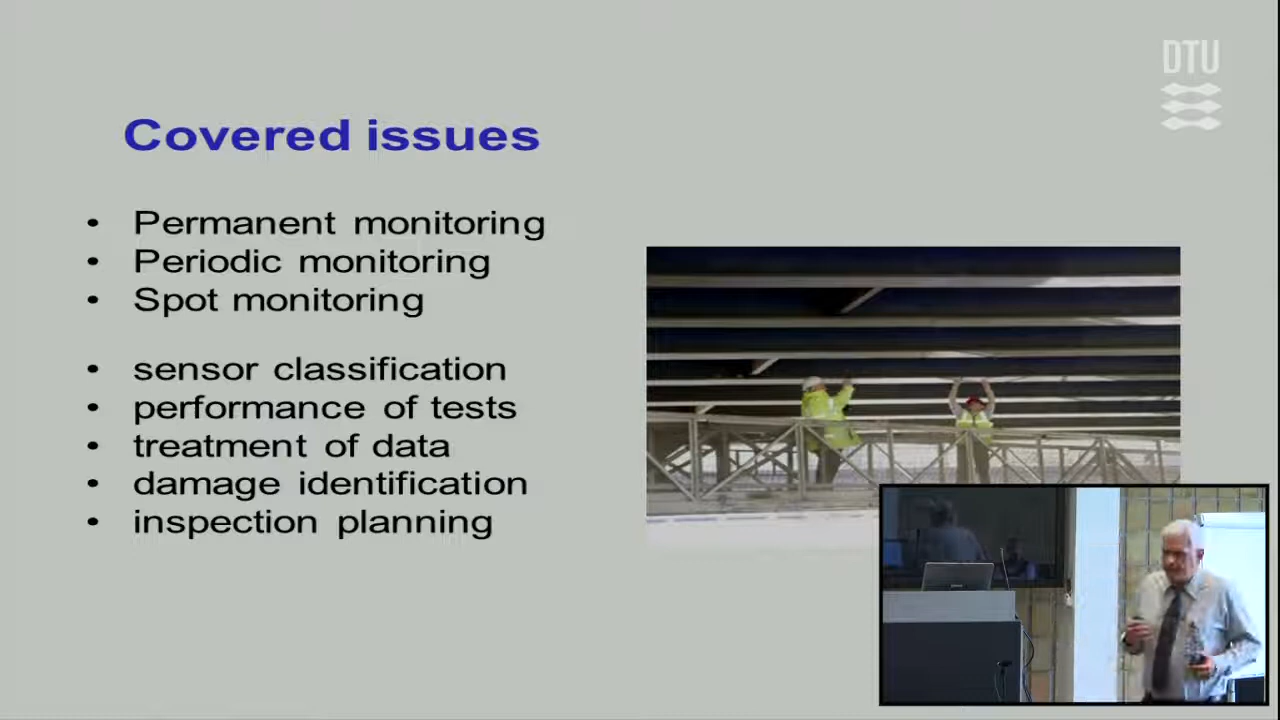 DTU
Covered issues
• Permanent monitoring
• Periodic monitoring
• Spot monitoring
• sensor classification
• performance of tests
• treatment of data
• damage identification
• inspection planning